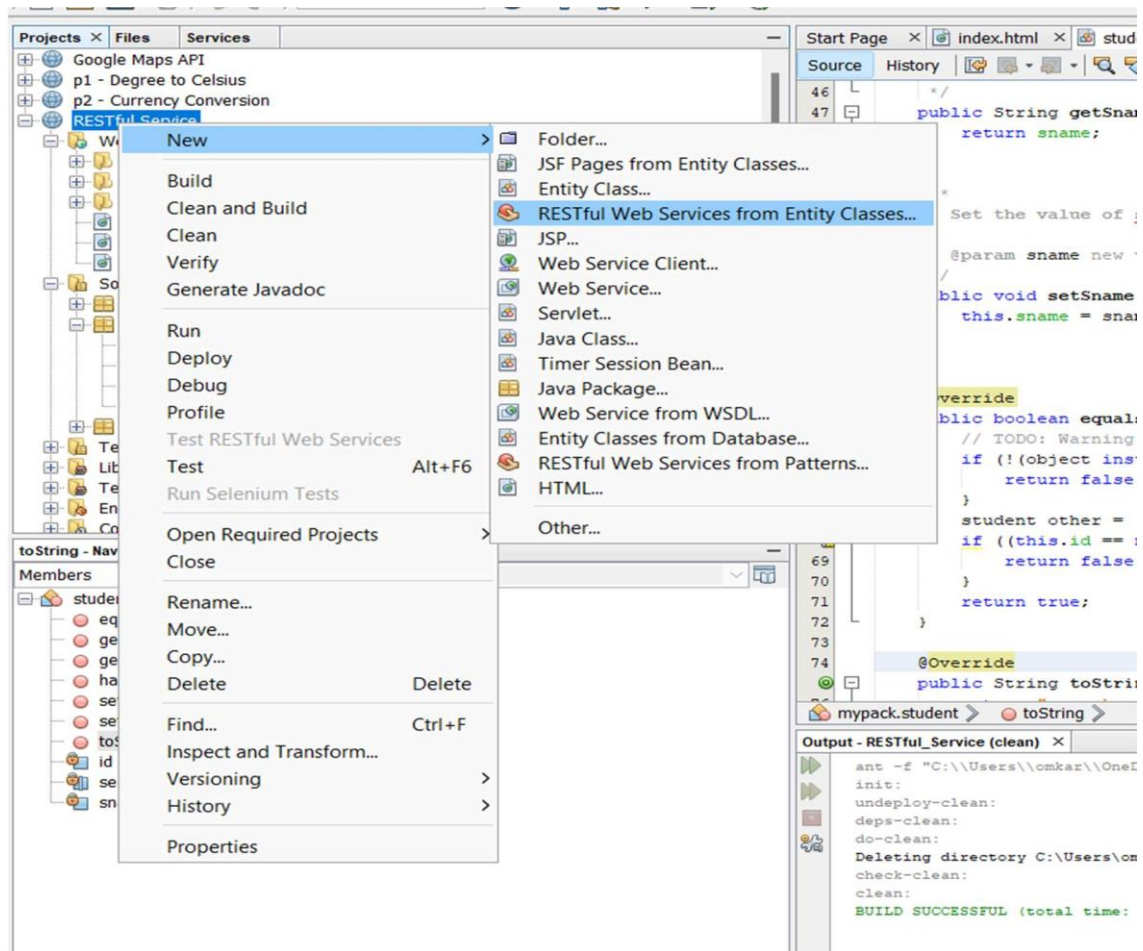 Projects Files Services
Google Maps API
p1 - Degree to Celsius
p2 - Currency Conversion
RESTful Service
New
Build
Clean and Build
Clean
Verify
Generate Javadoc
Run
Deploy
Debug
Profile
Test RESTful Web Services
Test Alt+F6
Run Selenium Tests
Open Required Projects
Close
Rename...
Move...
Copy...
Delete Delete
Find... Ctrl+F
Inspect and Transform...
Versioning
History
Properties
Folder...
JSF Pages from Entity Classes...
Entity Class...
RESTful Web Services from Entity Classes...
JSP...
Web Service Client...
Web Service...
Servlet...
Java Class...
Timer Session Bean...
Java Package...
Web Service from WSDL...
Entity Classes from Database...
RESTful Web Services from Patterns...
HTML...
Other...
toString - Nav
Members
id
Start Page index.html stud
Source History
46 */
47 public String getSnam
return sname;
*
Set the value of
@param sname new
/
blic void setSname
this.sname = snam
verride
blic boolean equals
// TODO: Warning
if (!(object inst
return false
}
student other =
if ((this.id ==
69 return false
70 }
71 return true;
72 }
73
74 @Override
public String toStrin
mypack.student toString
Output - RESTful_Service (clean)
ant -f "C:\\Users\\omkar\\OneD
init:
undeploy-clean:
deps-clean:
do-clean:
Deleting directory C:\Users\om
check-clean:
clean:
BUILD SUCCESSFUL (total time: